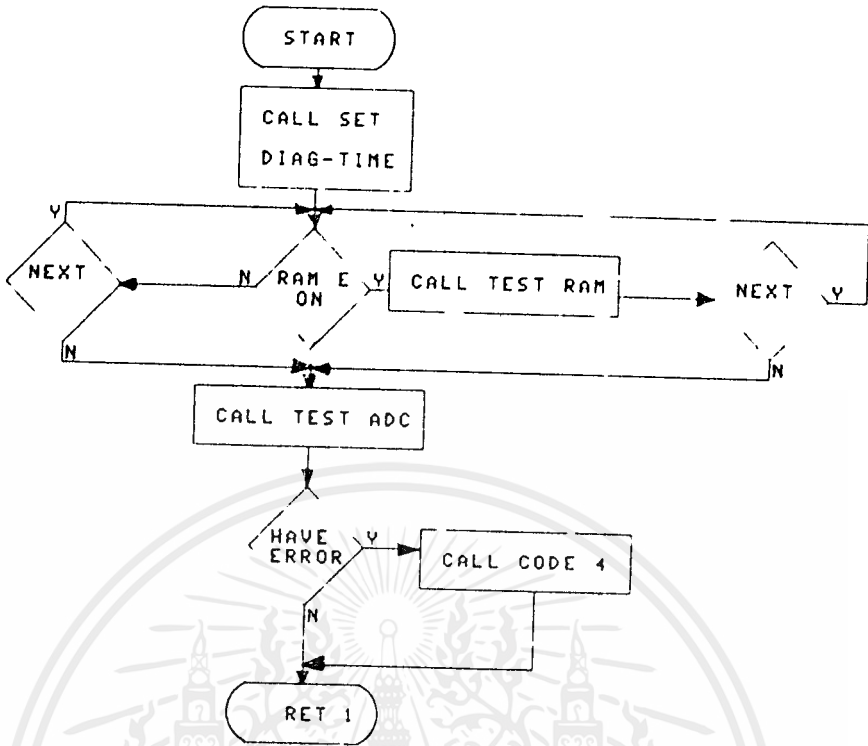 START
CALL SET
DIAG-TIME
Y
NEXT
N
RAM E
ON
Y
CALL TEST RAM
NEXT
Y
N
N
CALL TEST ADC
HAVE
ERROR
Y
CALL CODE 4
N
RET 1